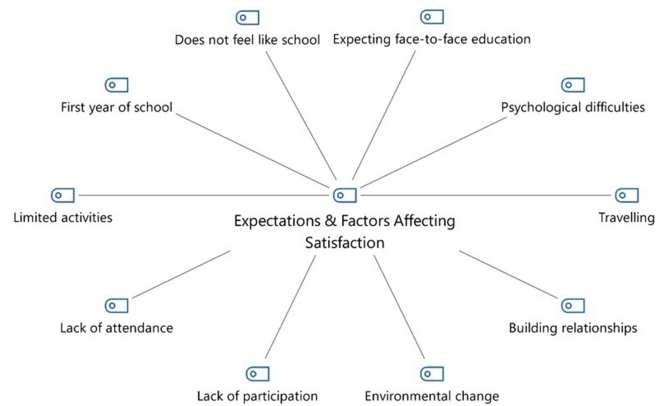 Does not feel like school
Expecting face-to-face education
First year of school
Psychological difficulties
Limited activities
Expectations & Factors Affecting
Satisfaction
Travelling
Lack of attendance
Building relationships
Lack of participation
Environmental change